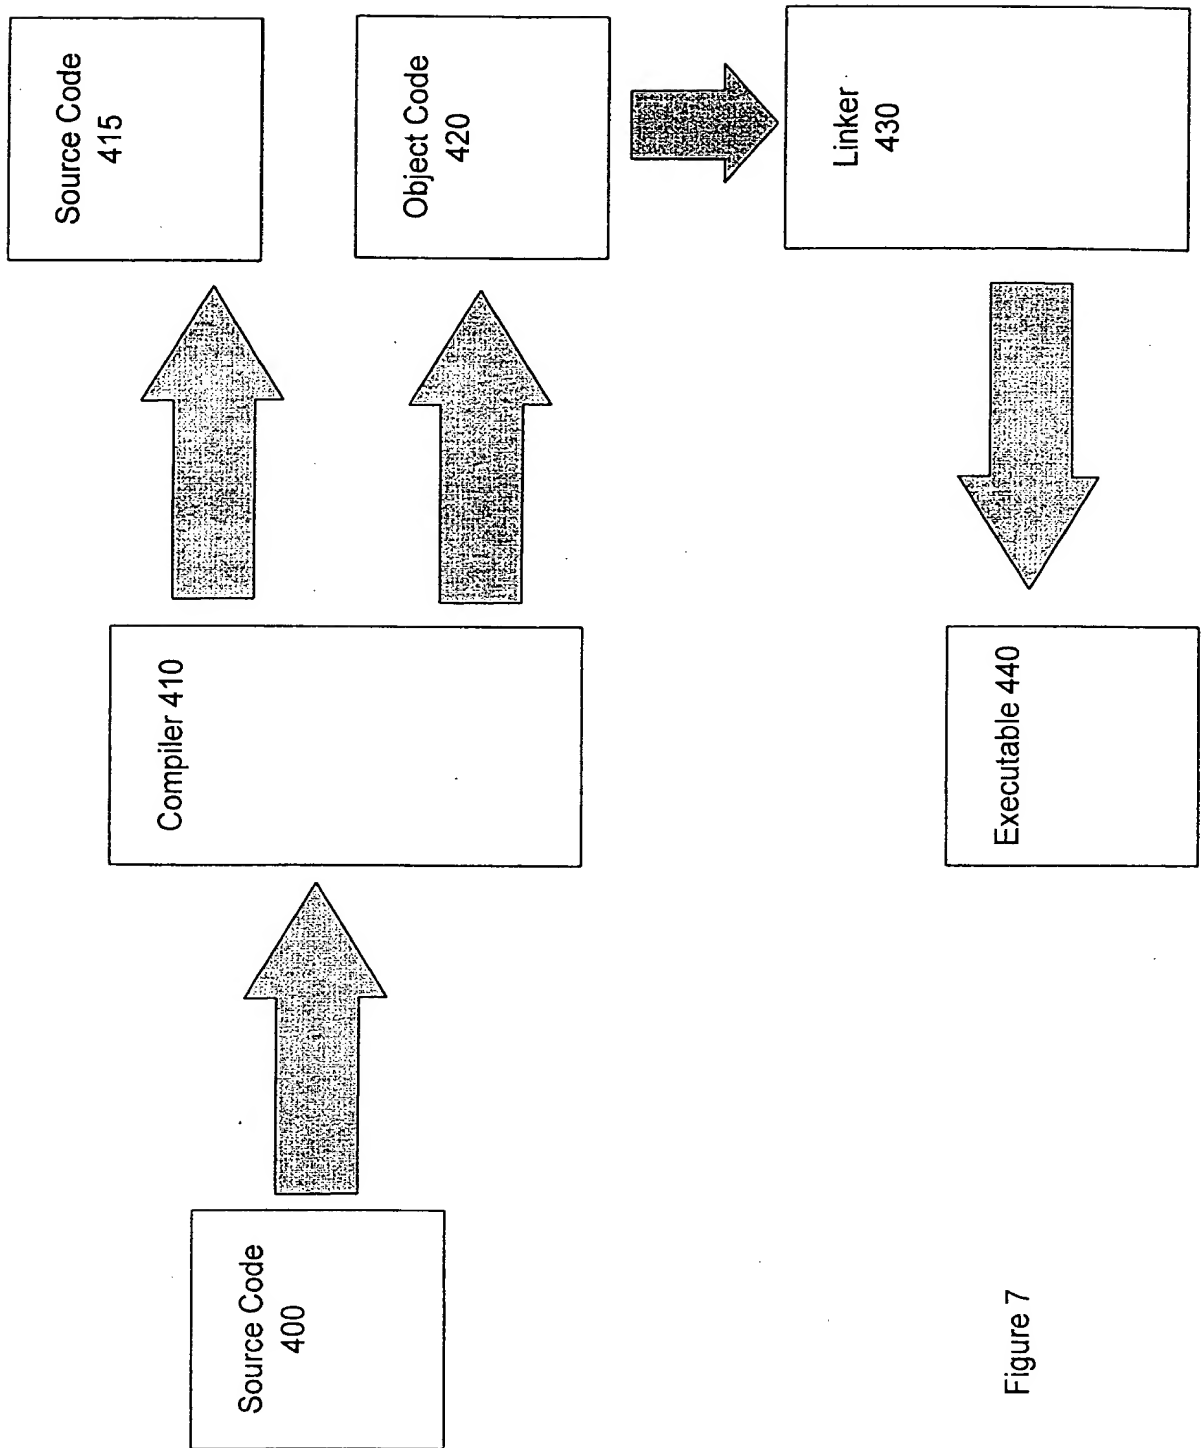 Source Code
400
Compiler 410
Source Code
415
Object Code
420
Linker
430
Executable 440
Figure 7